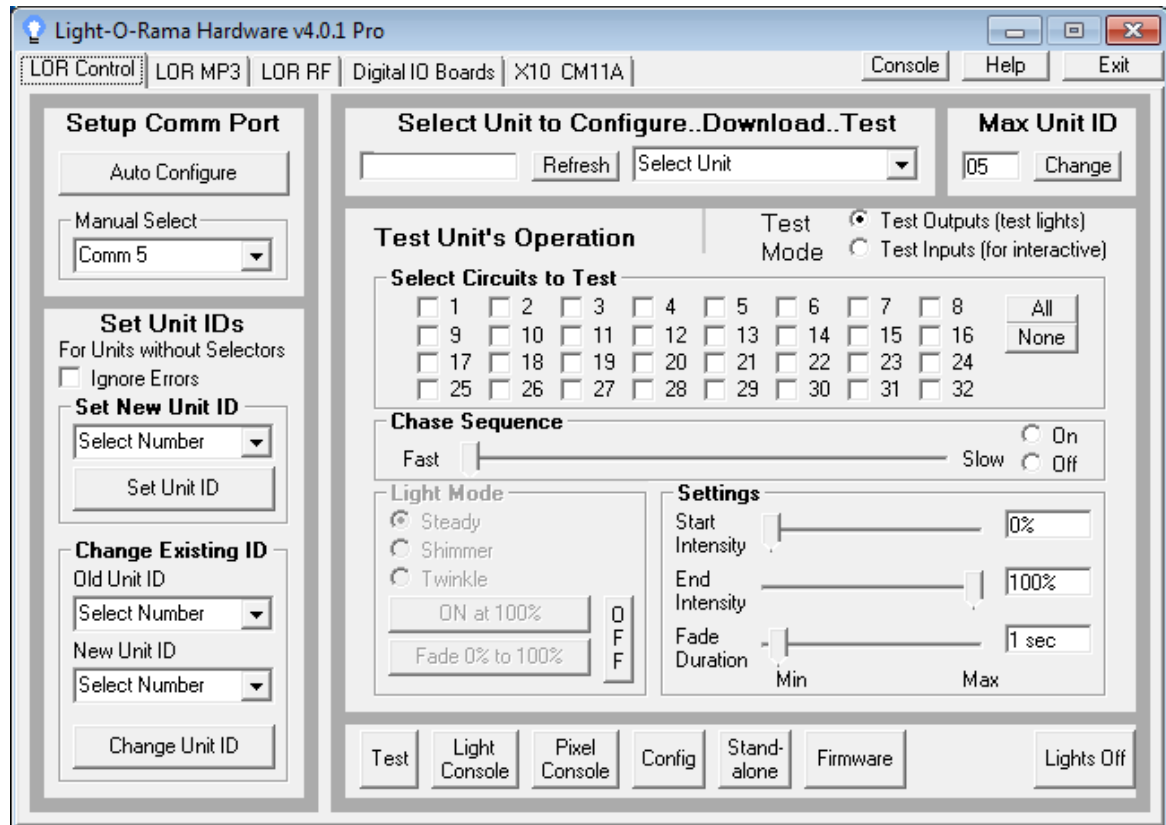 Light-O-Rama Hardware v4.0.1 Pro
LOR Control LOR MP3 LOR RF Digital IO Boards X10 CM11A Console Help Exit
Setup Comm Port
Auto Configure
Manual Select
Comm 5
Set Unit IDs
For Units without Selectors
Ignore Errors
Set New Unit ID
Select Number
Set Unit ID
Change Existing ID
Old Unit ID
Select Number
New Unit ID
Select Number
Change Unit ID
Select Unit to Configure..Download..Test
Refresh Select Unit
Max Unit ID
05 Change
Test Unit's Operation
Test Mode
Test Outputs (test lights)
Test Inputs (for interactive)
Select Circuits to Test
1 2 3 4 5 6 7 8 All
9 10 11 12 13 14 15 16 None
17 18 19 20 21 22 23 24
25 26 27 28 29 30 31 32
Chase Sequence
Fast Slow
On
Off
Light Mode
Steady
Shimmer
Twinkle
ON at 100%
Fade 0% to 100%
OFF
Settings
Start
Intensity
0%
End
Intensity
100%
Fade
Duration
1 sec
Min Max
Test
Light
Console
Pixel
Console
Config
Stand-
alone
Firmware
Lights Off